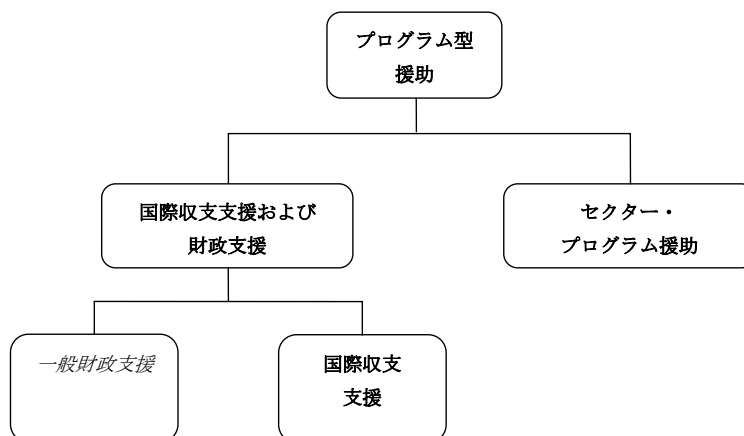 プログラム型
援助
国際収支支援および
財政支援
セクター・
プログラム援助
一般財政支援
国際収支
支援